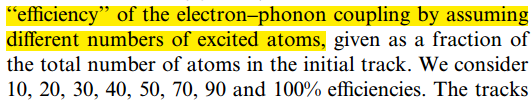 “efficiency” of the electron–phonon coupling by assuming
different numbers of excited atoms, given as a fraction of
the total number of atoms in the initial track. We consider
10, 20, 30, 40, 50, 70, 90 and 100% efficiencies. The tracks